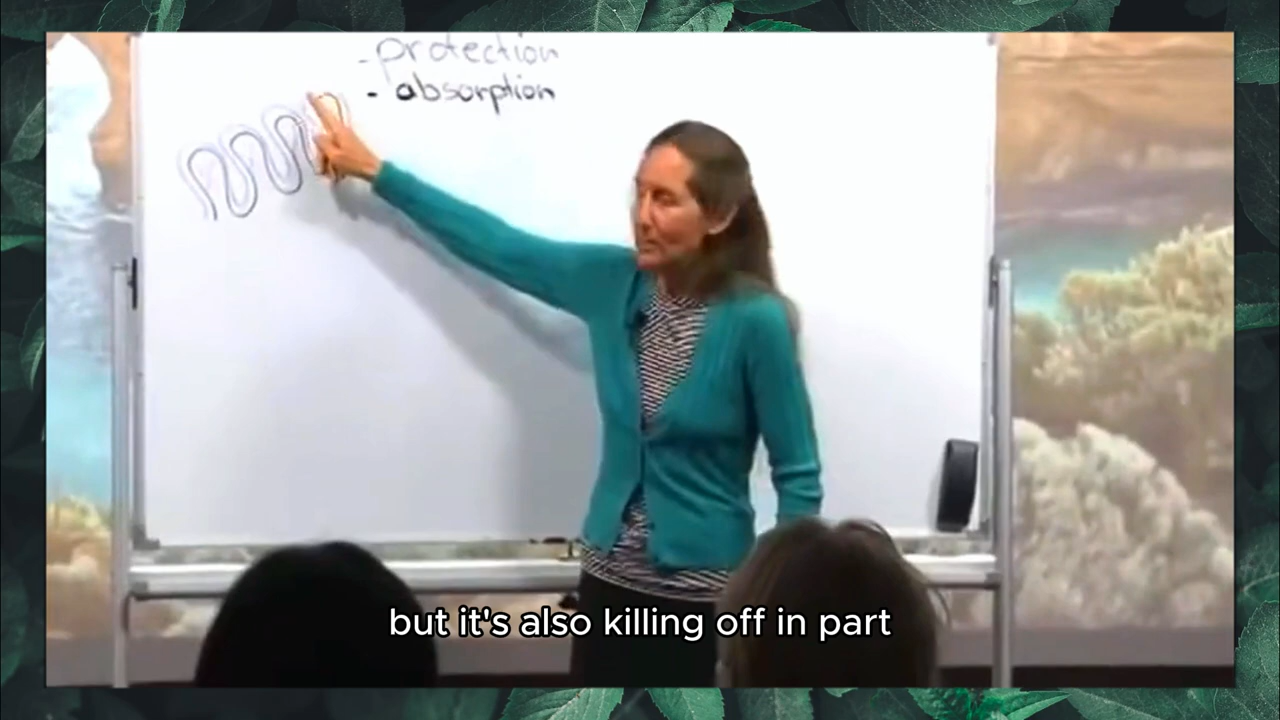 - protection
- absorption
but it's also killing off in part